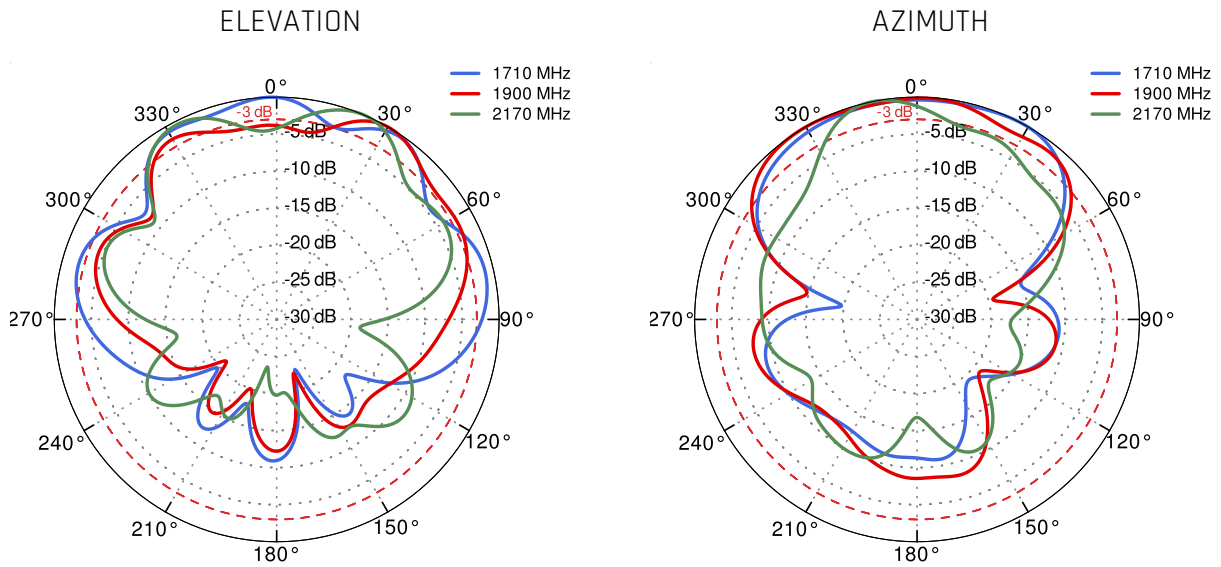 ELEVATION
1710 MHz
1900 MHz
2170 MHz
0°
-3 dB
330°
30°
-5 dB
-10 dB
300°
60°
-15 dB
-20 dB
-25 dB
-30 dB
270°
90°
240°
120°
210°
150°
180°
AZIMUTH
1710 MHz
1900 MHz
2170 MHz
0°
-3 dB
330°
30°
-5 dB
-10 dB
300°
60°
-15 dB
-20 dB
-25 dB
-30 dB
270°
90°
240°
120°
210°
150°
180°